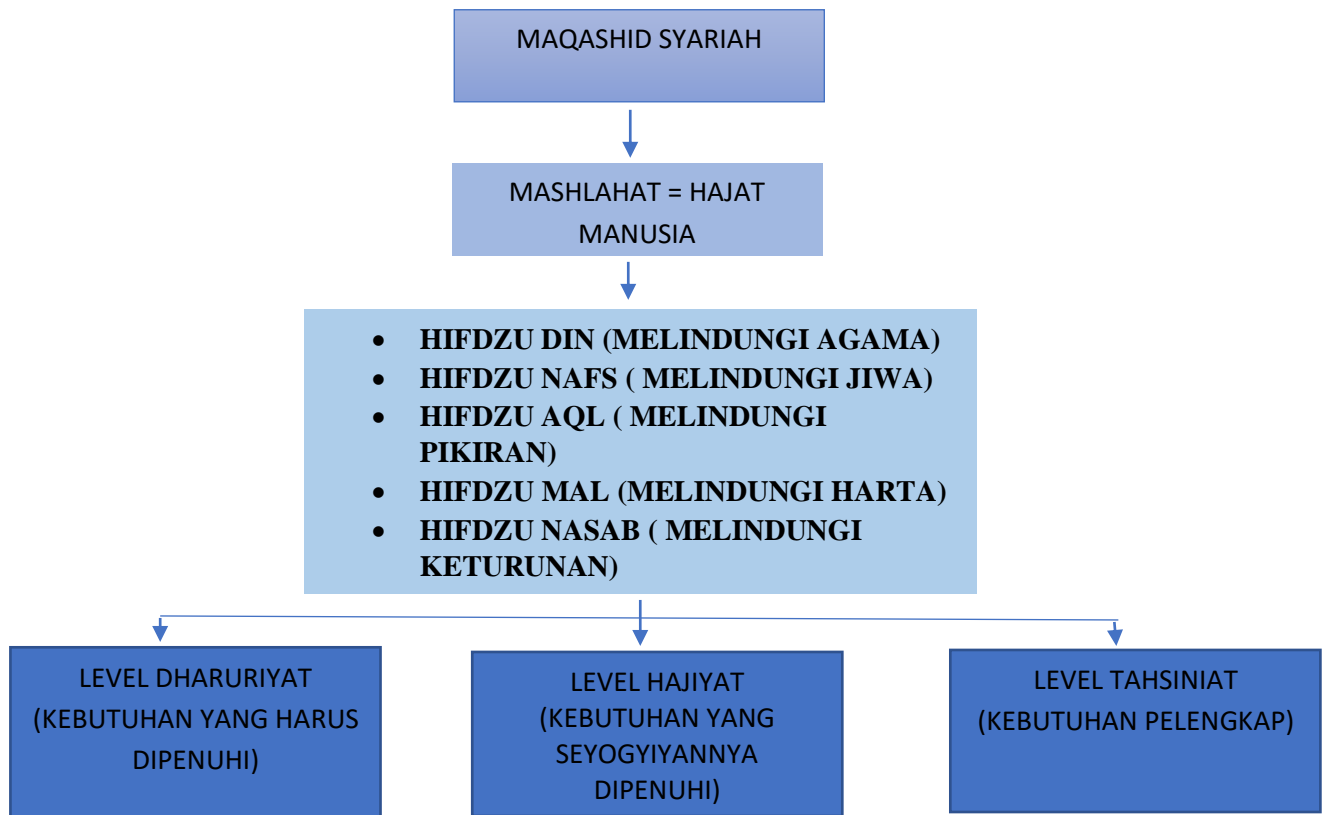 MAQASHID SYARIAH
MASHLAHAT = HAJAT
MANUSIA
• HIFDZU DIN (MELINDUNGI AGAMA)
• HIFDZU NAFS ( MELINDUNGI JIWA)
• HIFDZU AQL ( MELINDUNGI
PIKIRAN)
• HIFDZU MAL (MELINDUNGI HARTA)
• HIFDZU NASAB ( MELINDUNGI
KETURUNAN)
LEVEL DHARURIYAT
(KEBUTUHAN YANG HARUS
DIPENUHI)
LEVEL HAJIYAT
(KEBUTUHAN YANG
SEYOGYIYANNYA
DIPENUHI)
LEVEL TAHSINIAT
(KEBUTUHAN PELENGKAP)